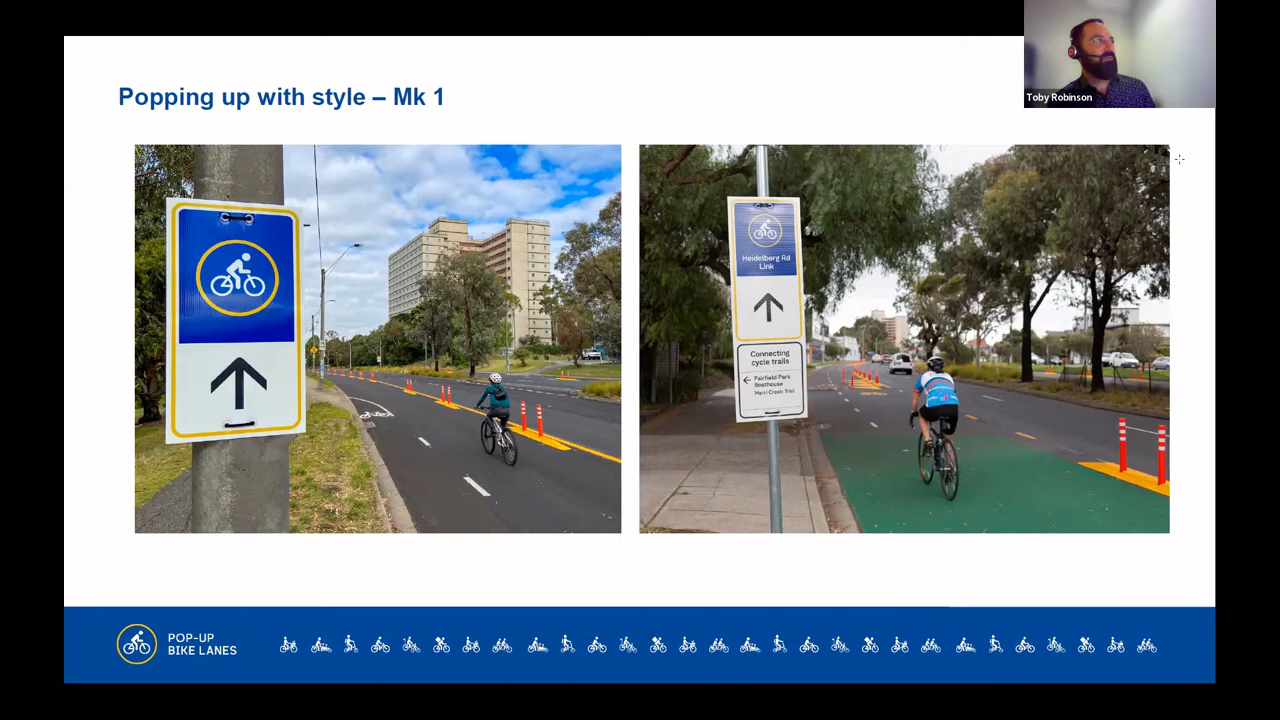 Popping up with style – Mk 1
Toby Robinson
Heidelberg Rd
Link
Connecting
cycle trails
Fairfield Park
Boathouse
Merri Creek Trail
POP-UP
BIKE LANES